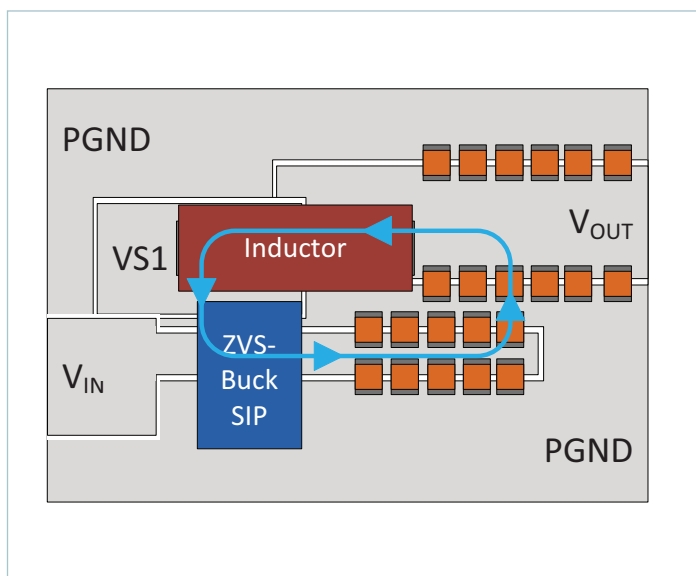 PGND
VOUT
Inductor
VS1
ZVS-
Buck
SIP
VIN
PGND